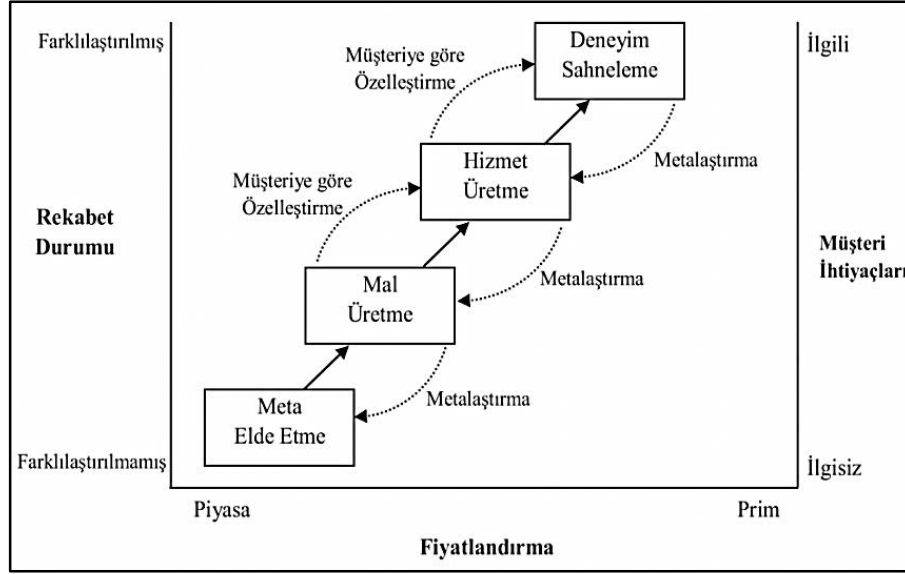 Farklılaştırılmış
Deneyim
Sahneleme
İlgili
Müşteriye göre
Özelleştirme
Metalaştırma
Hizmet
Üretme
Müşteriye göre
Özelleştirme
Rekabet
Durumu
Müşteri
İhtiyaçları
Metalaştırma
Mal
Üretme
Metalaştırma
Meta
Elde Etme
Farklılaştırılmamış
İlgisiz
Piyasa
Prim
Fiyatlandırma